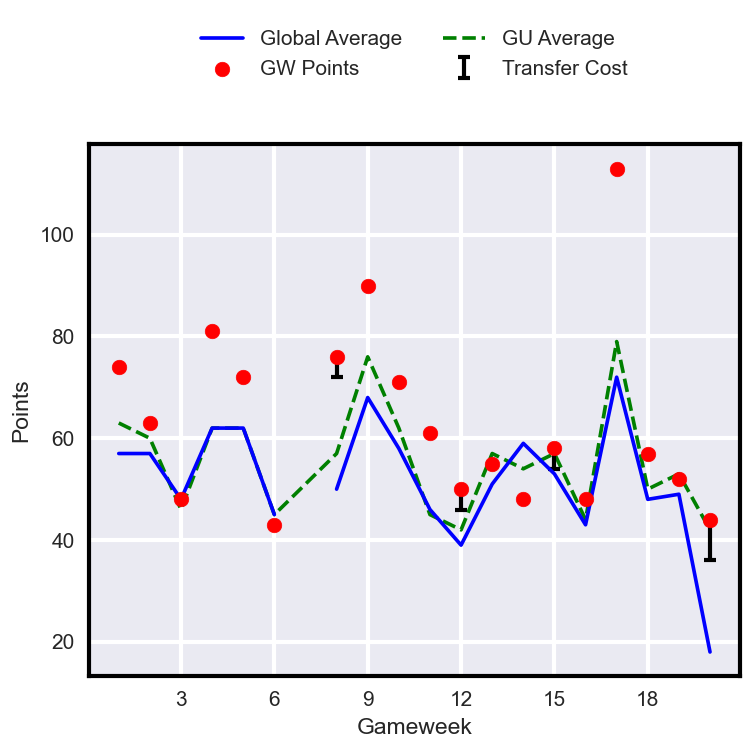 Global Average
GU Average
GW Points
Transfer Cost
100
80
60
40
20
Points
3 6 9 12 15 18
Gameweek